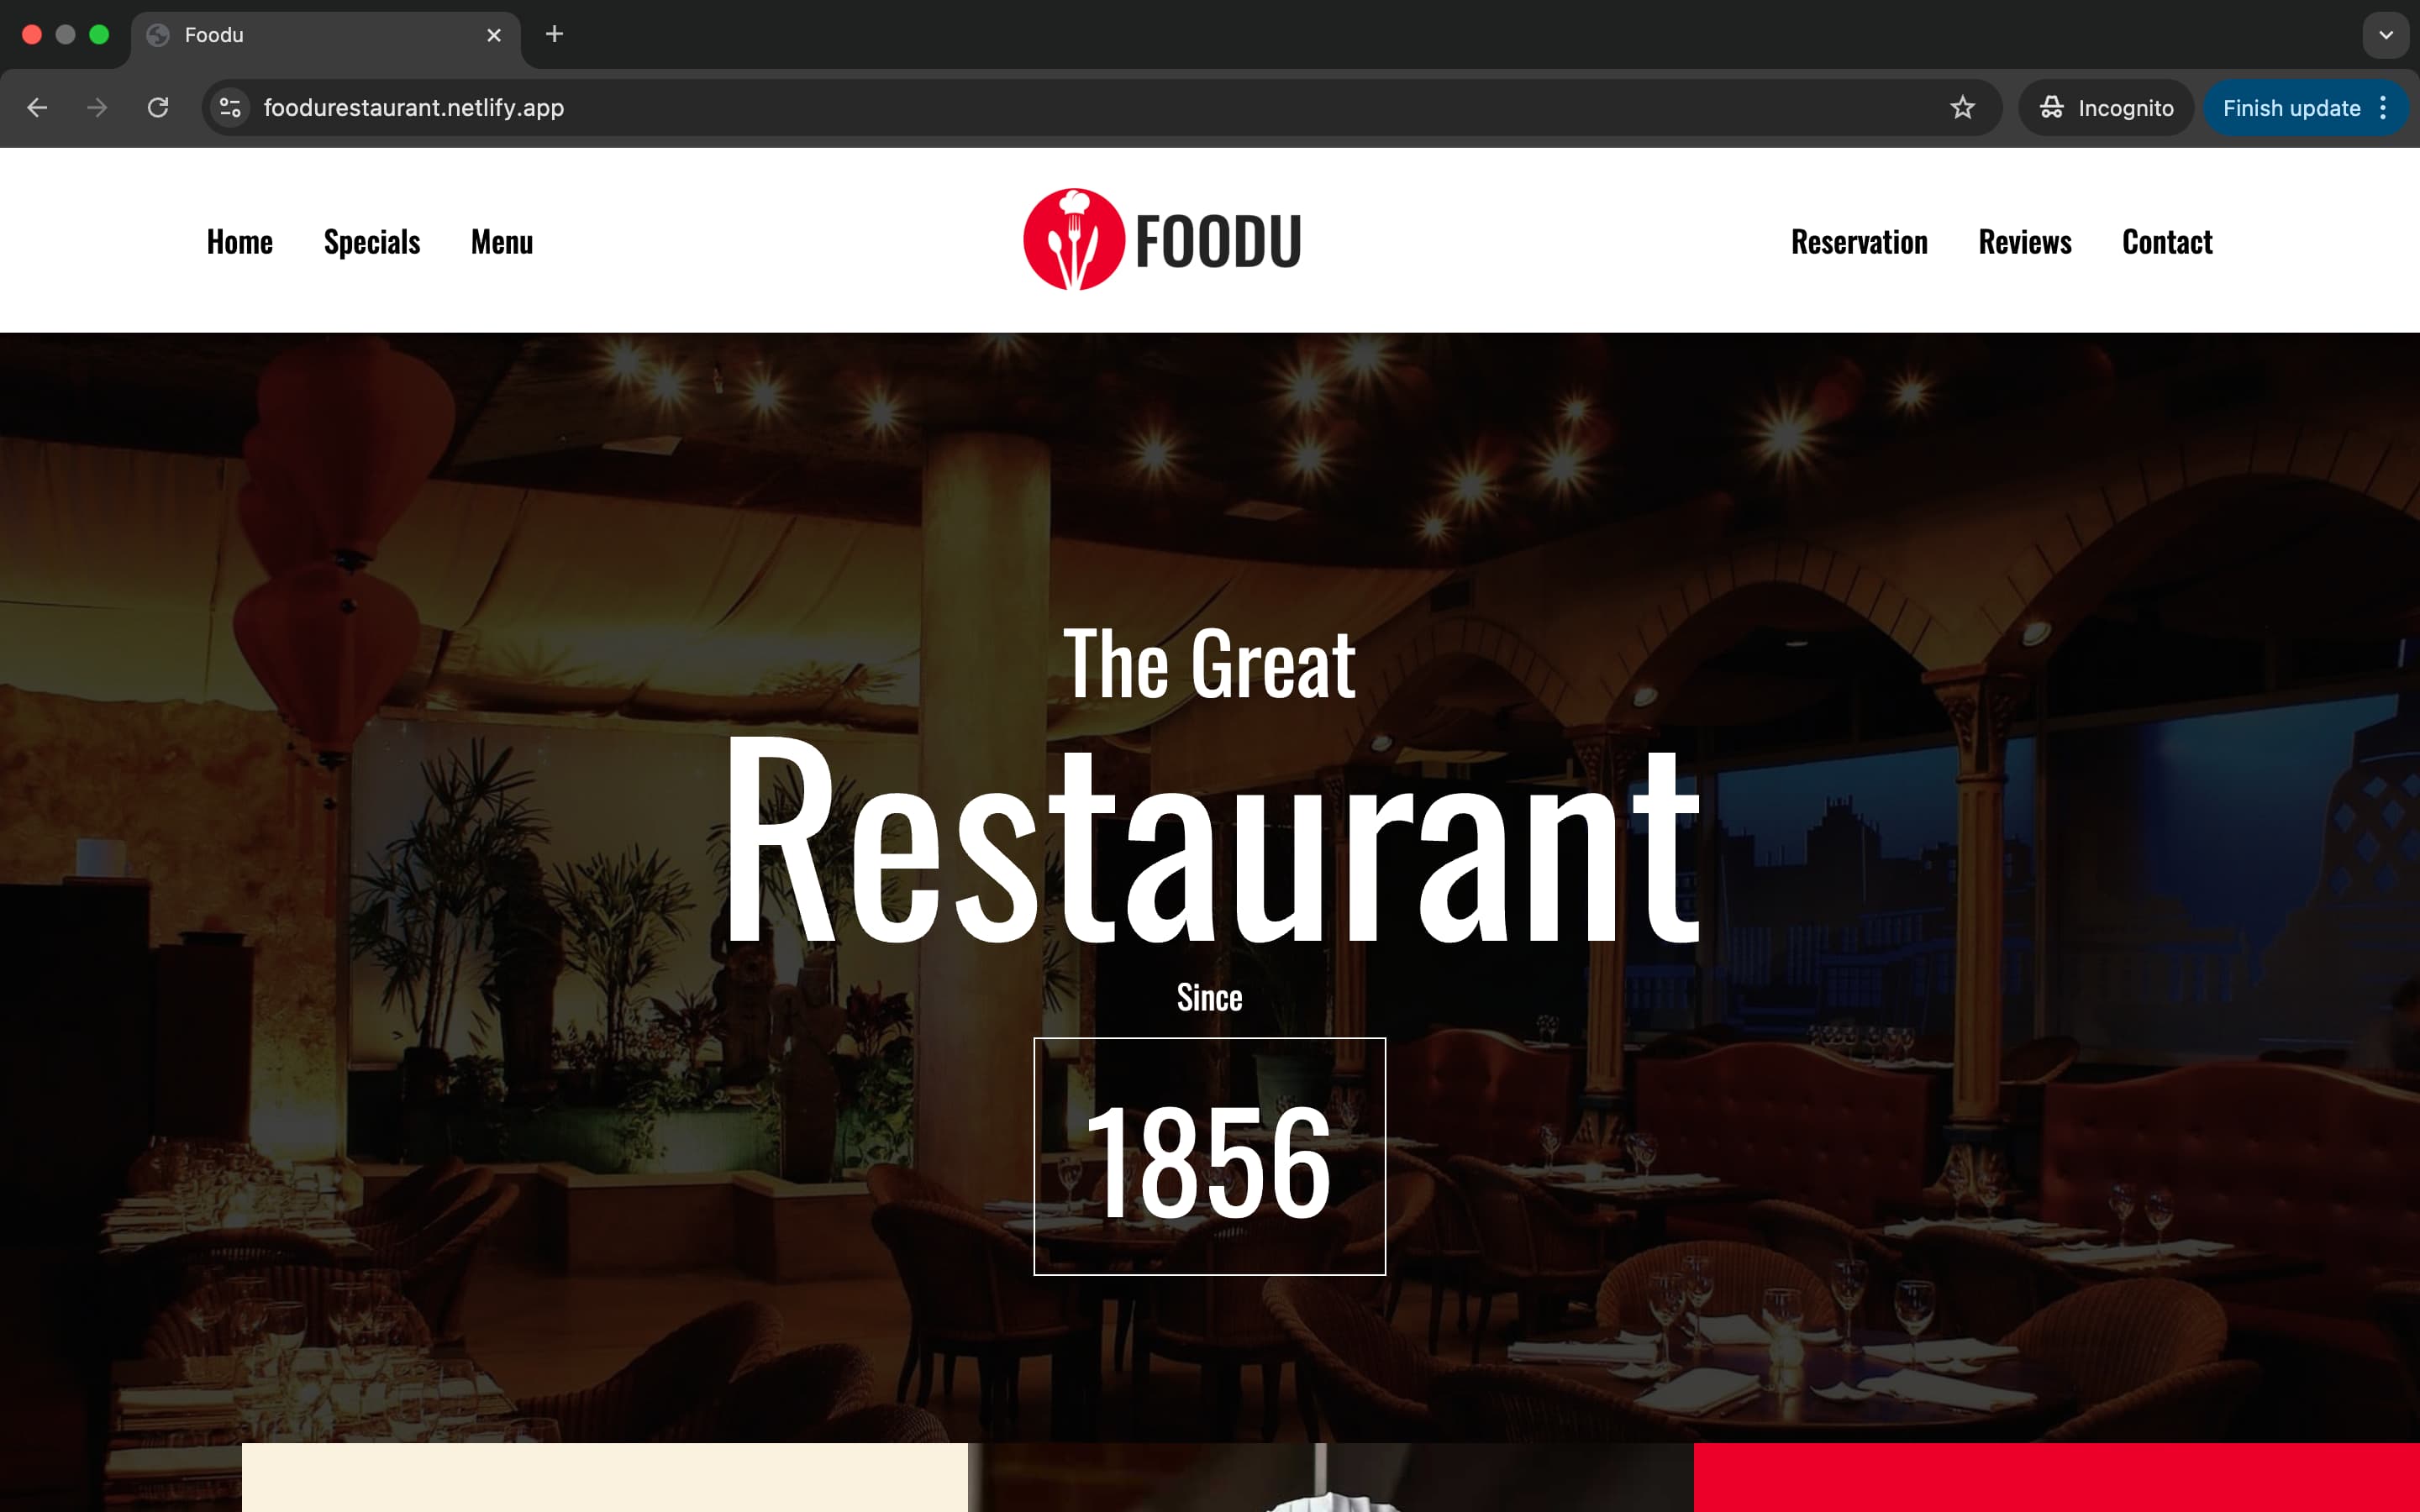 Foodu
foodurestaurant.netlify.app
Incognito
Finish update
Home Specials Menu
FOODU
Reservation Reviews Contact
The Great
Restaurant
Since
1856